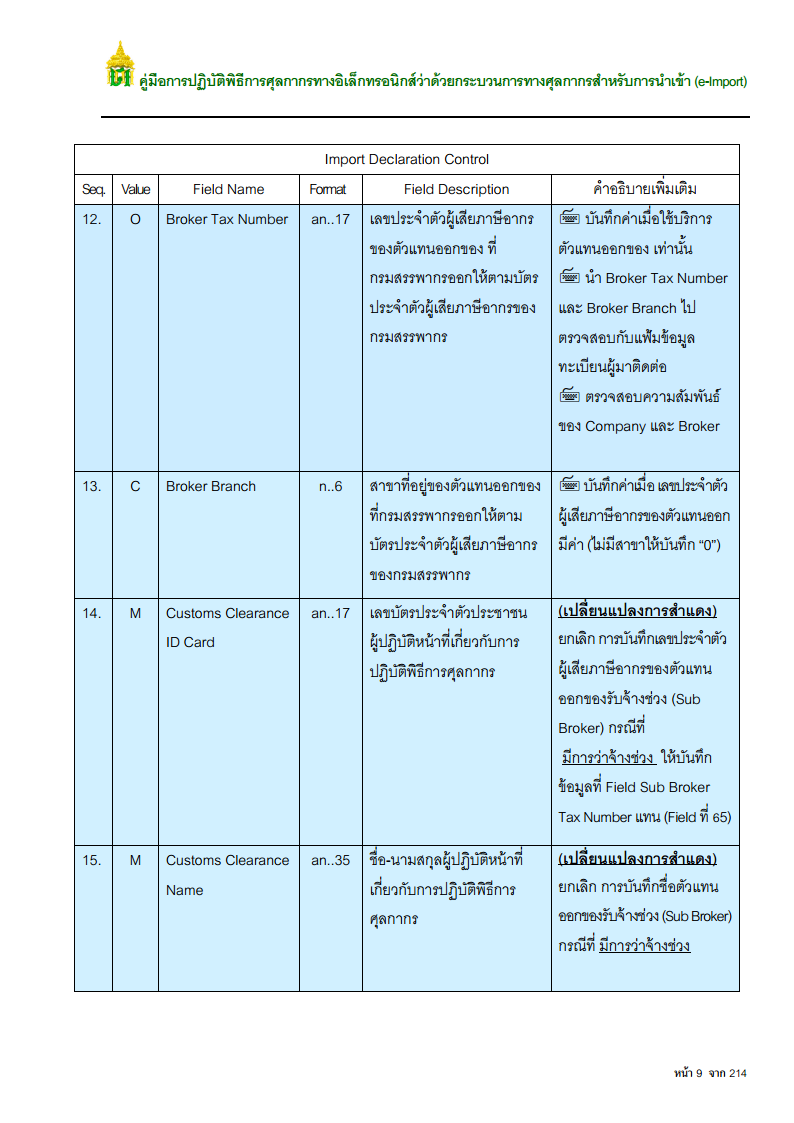 คู่มือการปฏิบัติพิธีการศุลกากรทางอิเล็กทรอนิกส์ว่าด้วยกระบวนการทางศุลกากรสำหรับการนำเข้า (e-Import)
Import Declaration Control
Seq. Value Field Name Format Field Description คำอธิบายเพิ่มเติม
12. O Broker Tax Number an..17 เลขประจำตัวผู้เสียภาษีอากร บันทึกค่าเมื่อใช้บริการ
ของตัวแทนออกของ ที่ ตัวแทนออกของ เท่านั้น
กรมสรรพากรออกให้ตามบัตร นำ Broker Tax Number
ประจำตัวผู้เสียภาษีอากรของ และ Broker Branch ไป
กรมสรรพากร ตรวจสอบกับแฟ้มข้อมูล
ทะเบียนผู้มาติดต่อ
ตรวจสอบความสัมพันธ์
ของ Company และ Broker
13. C Broker Branch n..6 สาขาที่อยู่ของตัวแทนออกของ บันทึกค่าเมื่อ เลขประจำตัว
ที่กรมสรรพากรออกให้ตาม ผู้เสียภาษีอากรของตัวแทนออก
บัตรประจำตัวผู้เสียภาษีอากร มีค่า (ไม่มีสาขาให้บันทึก “0”)
ของกรมสรรพากร
14. M Customs Clearance an..17 เลขบัตรประจำตัวประชาชน (เปลี่ยนแปลงการสำแดง)
ID Card ผู้ปฏิบัติหน้าที่เกี่ยวกับการ ยกเลิก การบันทึกเลขประจำตัว
ปฏิบัติพิธีการศุลกากร ผู้เสียภาษีอากรของตัวแทน
ออกของรับจ้างช่วง (Sub
Broker) กรณีที่
มีการว่าจ้างช่วง ให้บันทึก
ข้อมูลที่ Field Sub Broker
Tax Number แทน (Field ที่ 65)
15. M Customs Clearance an..35 ชื่อ-นามสกุลผู้ปฏิบัติหน้าที่ (เปลี่ยนแปลงการสำแดง)
Name เกี่ยวกับการปฏิบัติพิธีการ ยกเลิก การบันทึกชื่อตัวแทน
ศุลกากร ออกของรับจ้างช่วง (Sub Broker)
กรณีที่ มีการว่าจ้างช่วง
หน้า 9 จาก 214